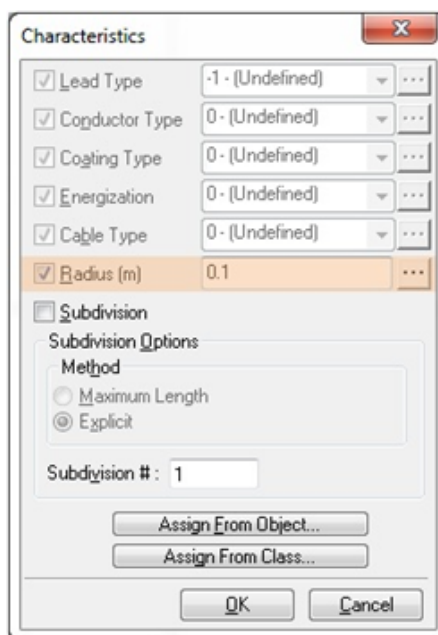 Characteristics
Lead Type -1 - (Undefined) ...
Conductor Type 0 - (Undefined) ...
Coating Type 0 - (Undefined) ...
Energization 0 - (Undefined) ...
Cable Type 0 - (Undefined) ...
Radius (m) 0.1 ...
Subdivision
Subdivision Options
Method
Maximum Length
Explicit
Subdivision # : 1
Assign From Object...
Assign From Class...
OK Cancel